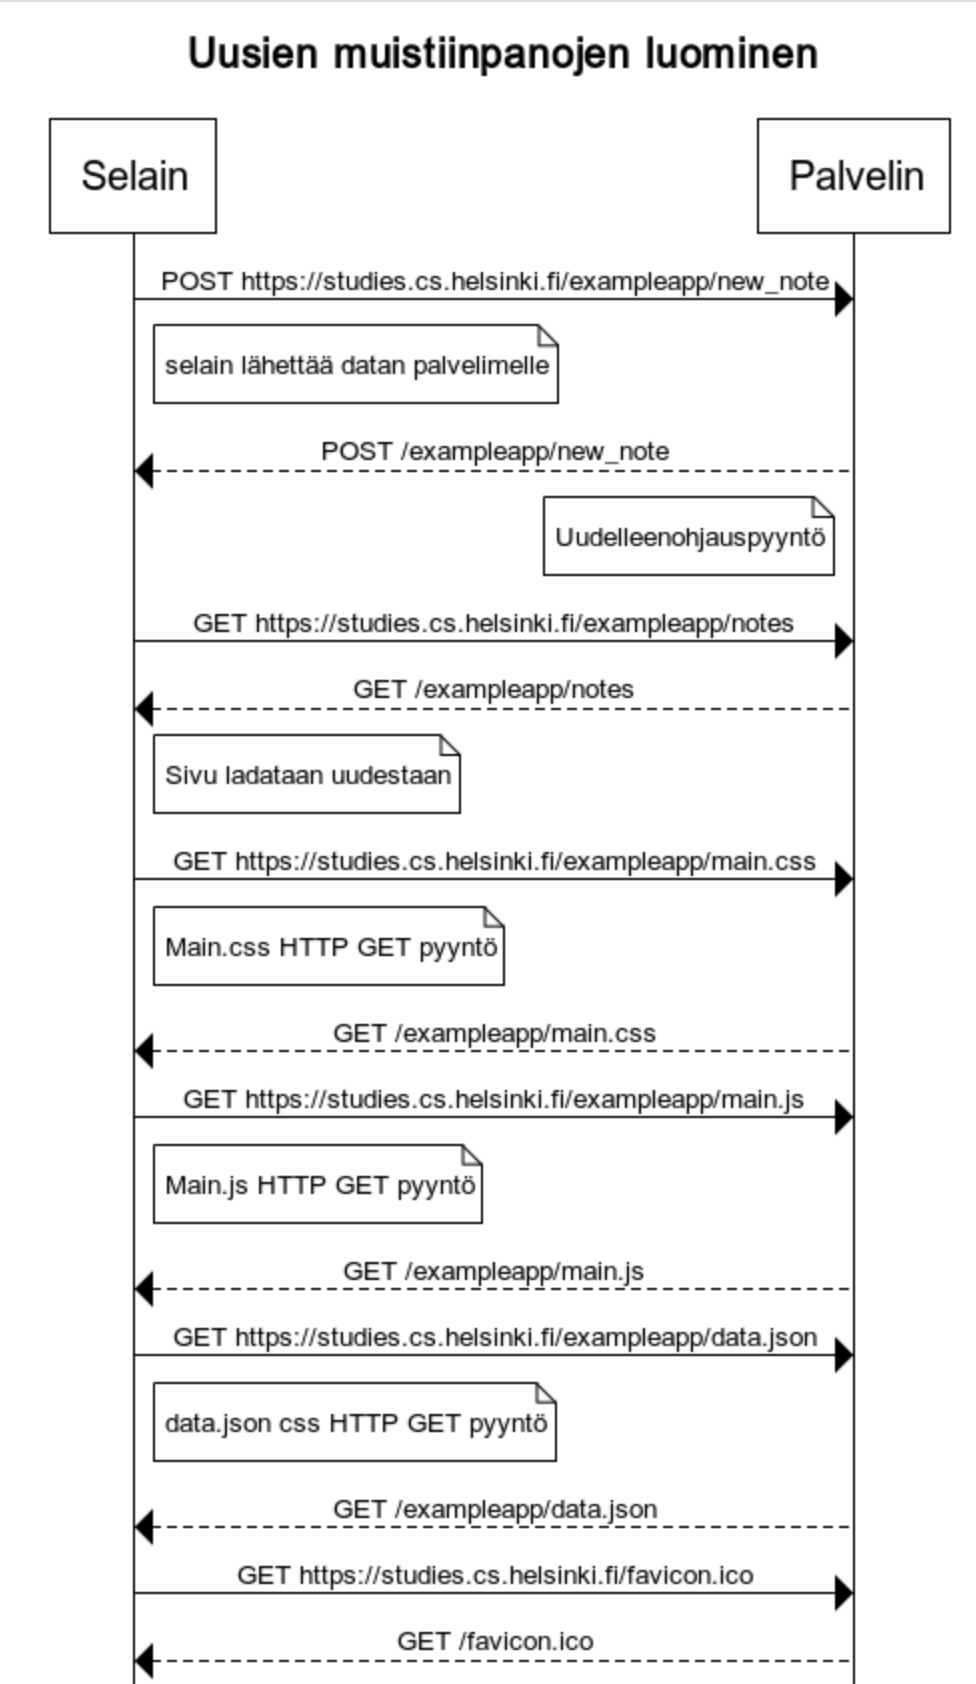 Uusien muistiinpanojen luominen
Selain
Palvelin
POST https://studies.cs.helsinki.fi/exampleapp/new_note
selain lähettää datan palvelimelle
POST /exampleapp/new_note
Uudelleenohjauspyyntö
GET https://studies.cs.helsinki.fi/exampleapp/notes
GET /exampleapp/notes
Sivu ladataan uudestaan
GET https://studies.cs.helsinki.fi/exampleapp/main.css
Main.css HTTP GET pyyntö
GET /exampleapp/main.css
GET https://studies.cs.helsinki.fi/exampleapp/main.js
Main.js HTTP GET pyyntö
GET /exampleapp/main.js
GET https://studies.cs.helsinki.fi/exampleapp/data.json
data.json css HTTP GET pyyntö
GET /exampleapp/data.json
GET https://studies.cs.helsinki.fi/favicon.ico
GET /favicon.ico